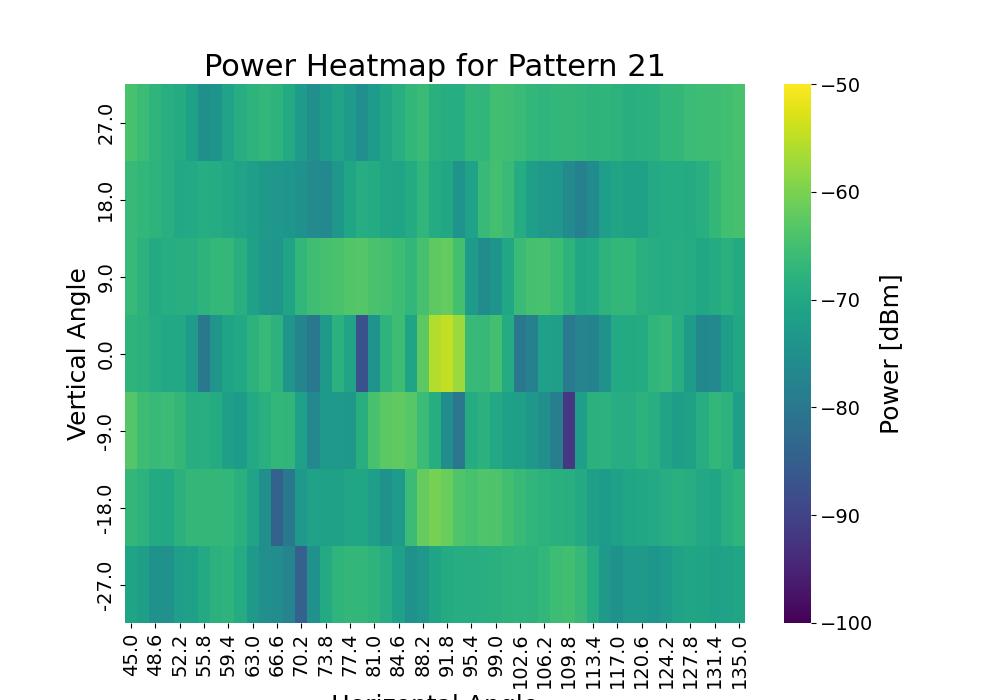 Power Heatmap for Pattern 21
Vertical Angle
27.0
18.0
9.0
0.0
-9.0
-18.0
-27.0
45.0 48.6 52.2 55.8 59.4 63.0 66.6 70.2 73.8 77.4 81.0 84.6 88.2 91.8 95.4 99.0 102.6 106.2 109.8 113.4 117.0 120.6 124.2 127.8 131.4 135.0
Horizontal Angle
−50
−60
−70
−80
−90
−100
Power [dBm]